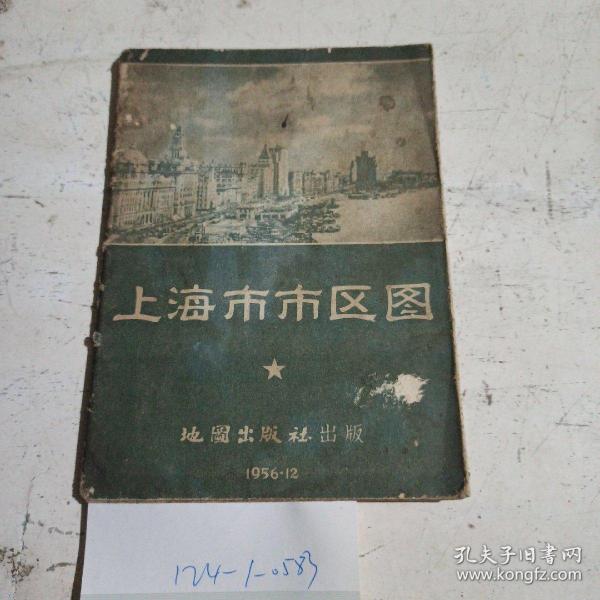 上海市市区图
地圖出版社出版
1956·12
124-1-0583
孔夫子旧书网
www.kongfz.com